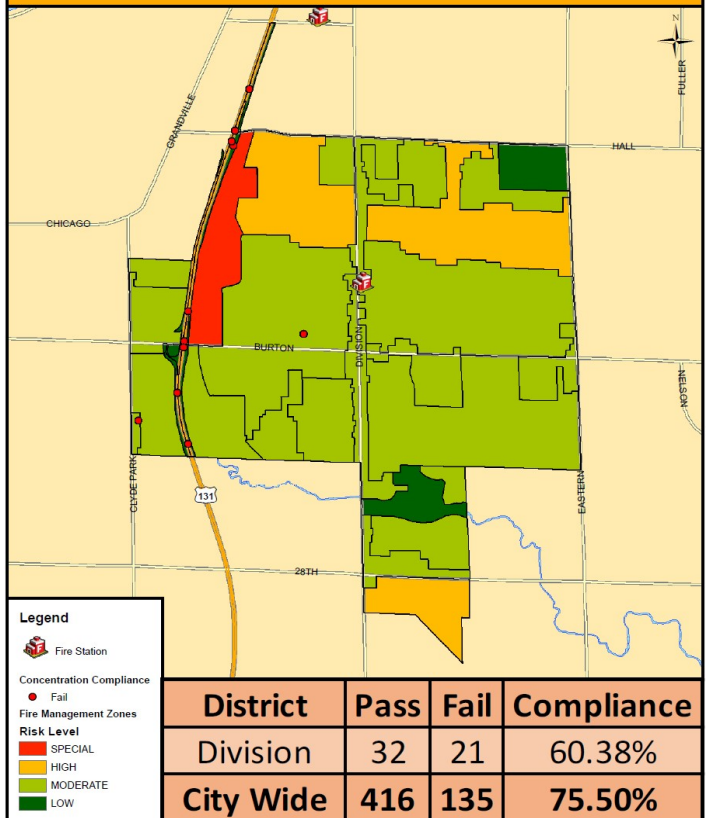 N
FULLER
GRANDVILLE
HALL
CHICAGO
DIVISION
BURTON
NELSON
CLYDE PARK
131
EASTERN
28TH
Legend
Fire Station
Concentration Compliance
Fail
Fire Management Zones
Risk Level
SPECIAL
HIGH
MODERATE
LOW
District Pass Fail Compliance
Division 32 21 60.38%
City Wide 416 135 75.50%